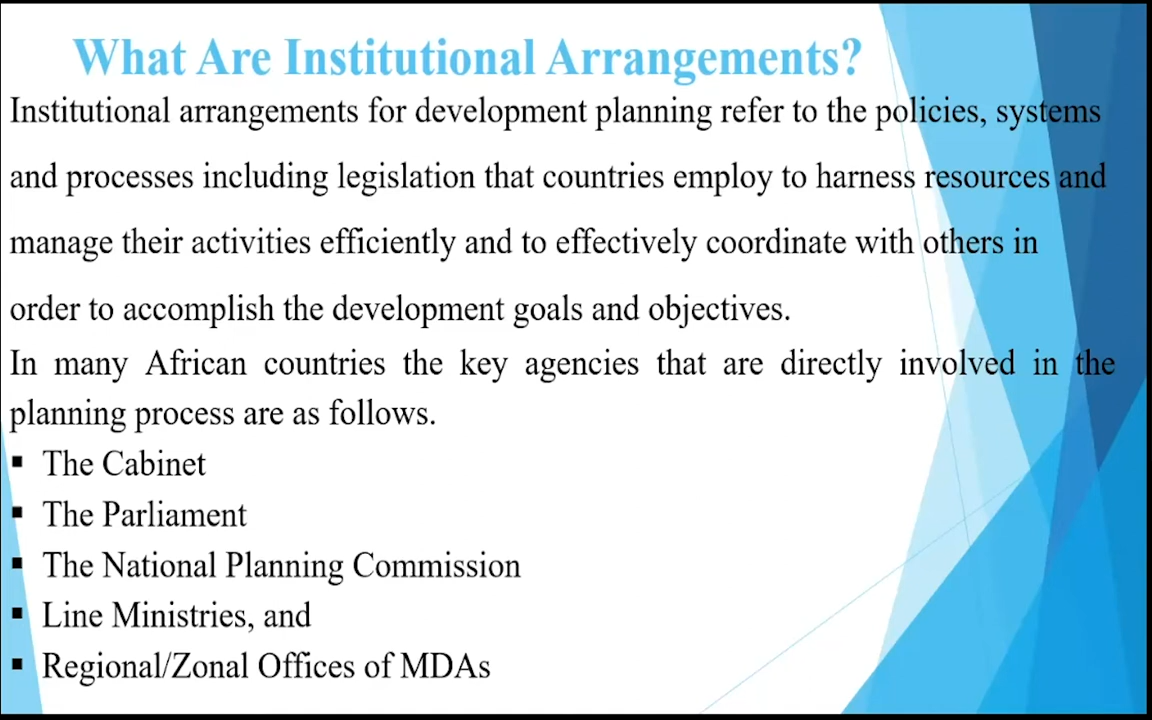 What Are Institutional Arrangements?
Institutional arrangements for development planning refer to the policies, systems
and processes including legislation that countries employ to harness resources and
manage their activities efficiently and to effectively coordinate with others in
order to accomplish the development goals and objectives.
In many African countries the key agencies that are directly involved in the
planning process are as follows.
▪ The Cabinet
▪ The Parliament
▪ The National Planning Commission
▪ Line Ministries, and
▪ Regional/Zonal Offices of MDAs